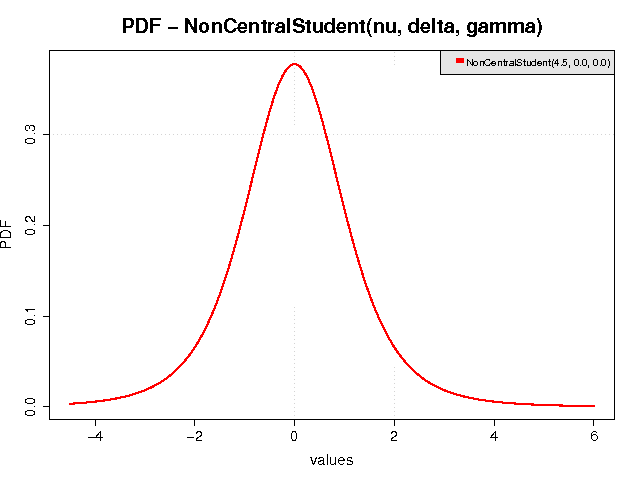 PDF − NonCentralStudent(nu, delta, gamma)
NonCentralStudent(4.5, 0.0, 0.0)
PDF
0.3
0.2
0.1
0.0
−4 −2 0 2 4 6
values